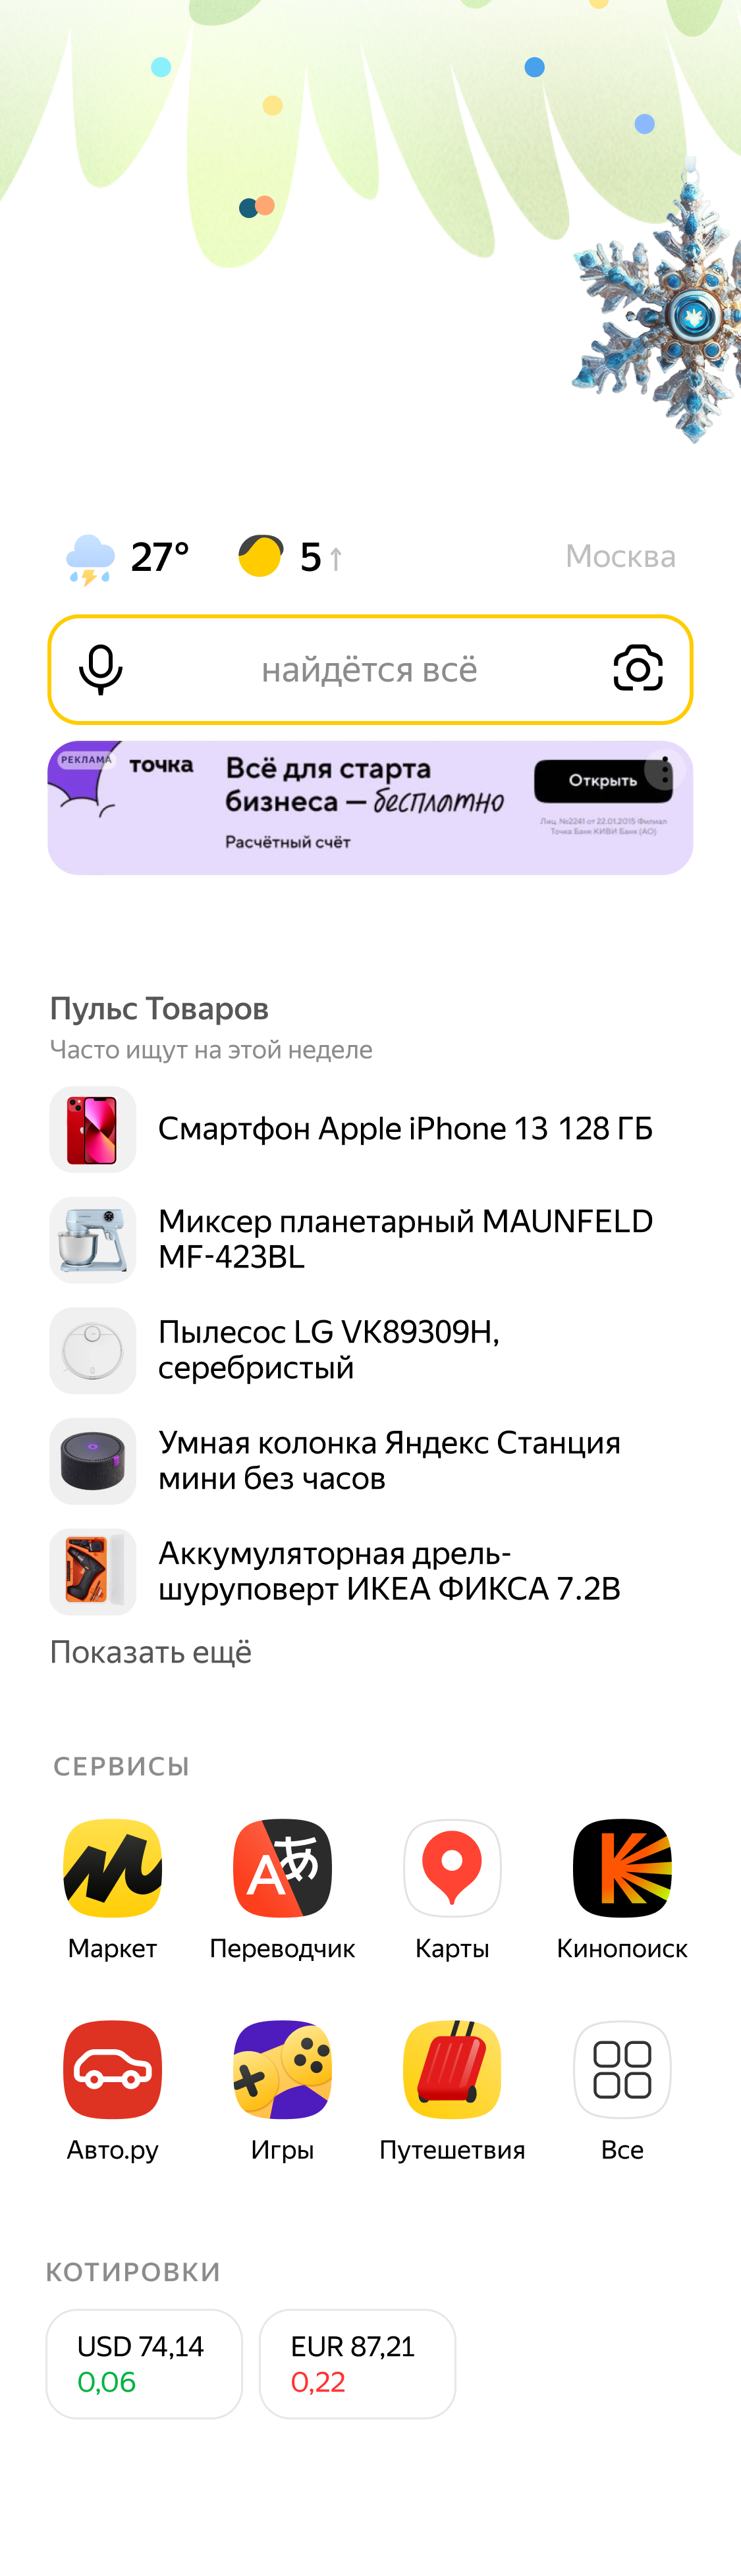 27°
5↑
Москва
найдётся всё
РЕКЛАМА
точка
Всё для старта
бизнеса — бесплатно
Расчётный счёт
Открыть
Лиц. №2241 от 22.01.2015 Филиал
Точка Банк КИВИ Банк (АО)
Пульс Товаров
Часто ищут на этой неделе
Смартфон Apple iPhone 13 128 ГБ
Миксер планетарный MAUNFELD
MF-423BL
Пылесос LG VK89309H,
серебристый
Умная колонка Яндекс Станция
мини без часов
Аккумуляторная дрель-
шуруповерт ИКЕА ФИКСА 7.2В
Показать ещё
СЕРВИСЫ
Маркет
Переводчик
Карты
Кинопоиск
Авто.ру
Игры
Путешетвия
Все
КОТИРОВКИ
USD 74,14
0,06
EUR 87,21
0,22